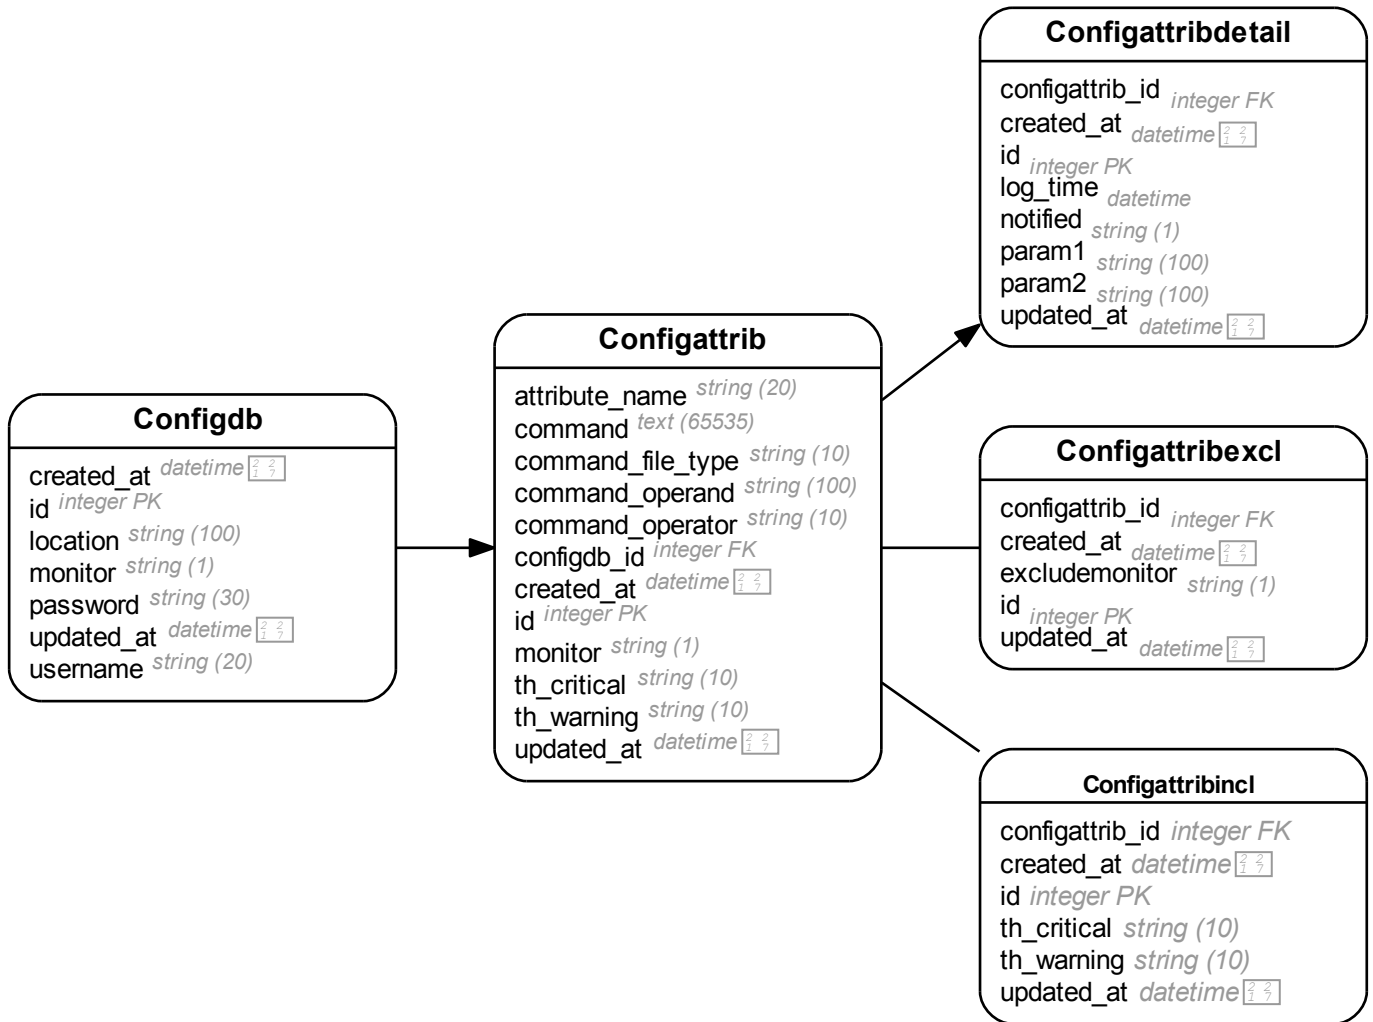 Configdb
created_at datetime
id integer PK
location string (100)
monitor string (1)
password string (30)
updated_at datetime
username string (20)
Configattrib
attribute_name string (20)
command text (65535)
command_file_type string (10)
command_operand string (100)
command_operator string (10)
configdb_id integer FK
created_at datetime
id integer PK
monitor string (1)
th_critical string (10)
th_warning string (10)
updated_at datetime
Configattribdetail
configattrib_id integer FK
created_at datetime
id integer PK
log_time datetime
notified string (1)
param1 string (100)
param2 string (100)
updated_at datetime
Configattribexcl
configattrib_id integer FK
created_at datetime
excludemonitor string (1)
id integer PK
updated_at datetime
Configattribincl
configattrib_id integer FK
created_at datetime
id integer PK
th_critical string (10)
th_warning string (10)
updated_at datetime